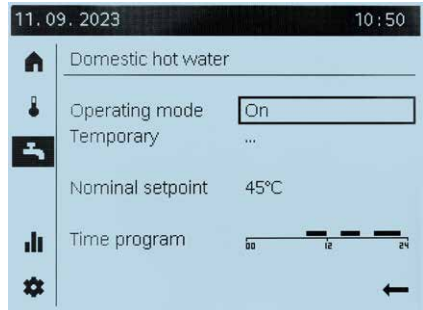 11.09.2023 10:50
Domestic hot water
Operating mode On
Temporary ...
Nominal setpoint 45°C
Time program
00 12 24